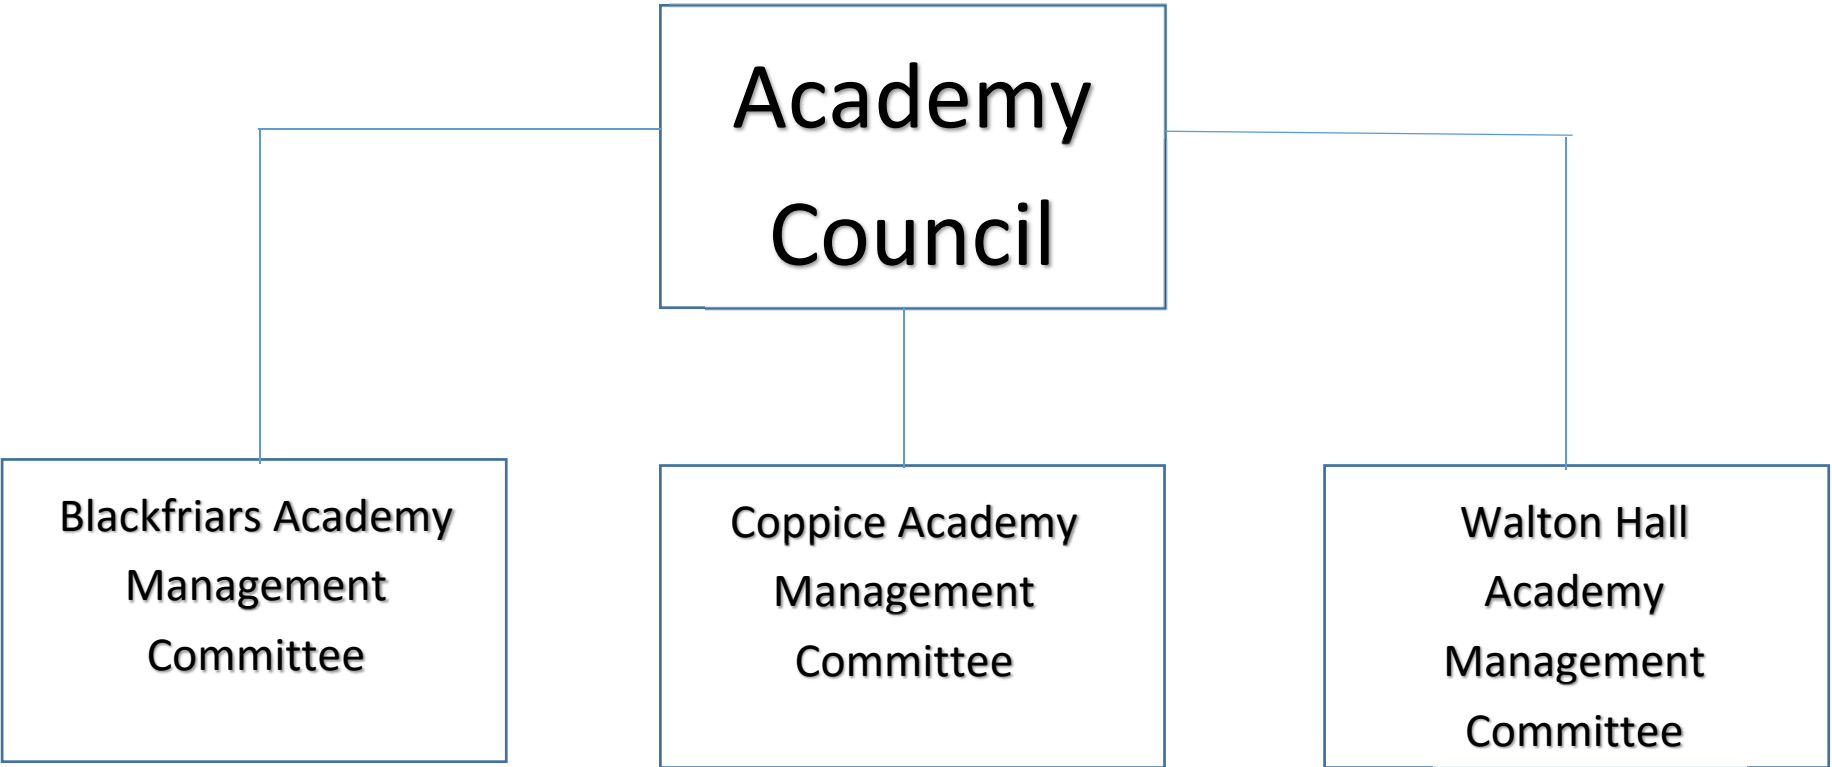 Academy
Council
Blackfriars Academy
Management
Committee
Coppice Academy
Management
Committee
Walton Hall
Academy
Management
Committee